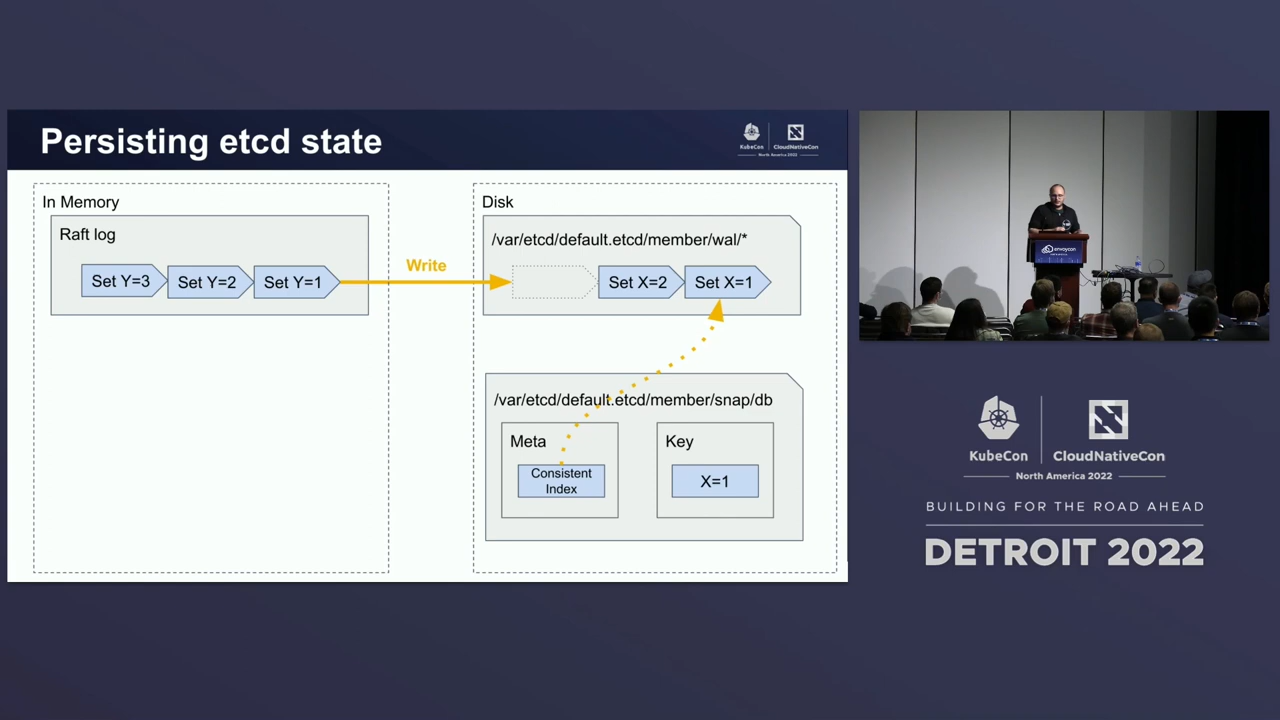 Persisting etcd state
KubeCon
CloudNativeCon
North America 2022
In Memory
Raft log
Set Y=3
Set Y=2
Set Y=1
Write
Disk
/var/etcd/default.etcd/member/wal/*
Set X=2
Set X=1
/var/etcd/default.etcd/member/snap/db
Meta
Consistent
Index
Key
X=1
envoycon
KubeCon
CloudNativeCon
North America 2022
BUILDING FOR THE ROAD AHEAD
DETROIT 2022